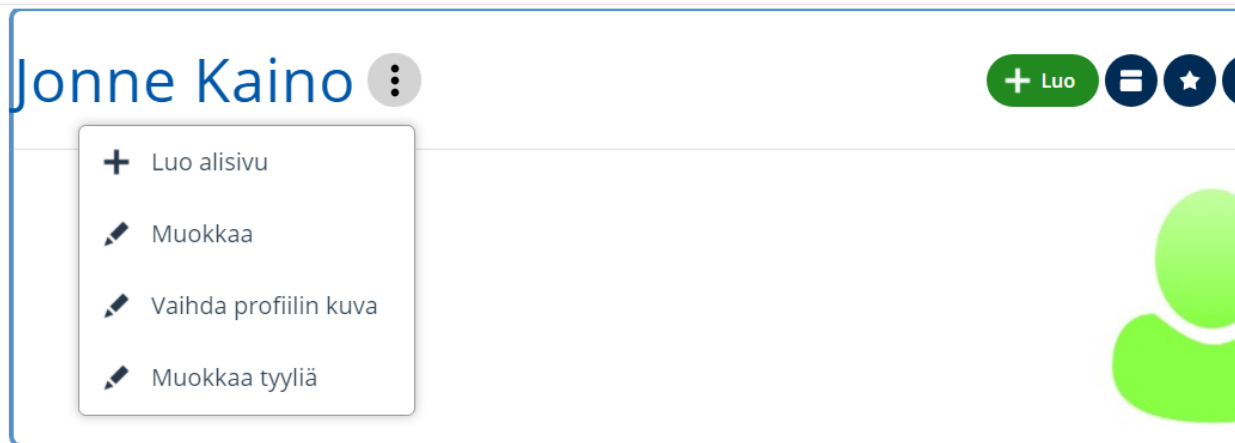 Jonne Kaino
Luo
Luo alisivu
Muokkaa
Vaihda profiilin kuva
Muokkaa tyyliä